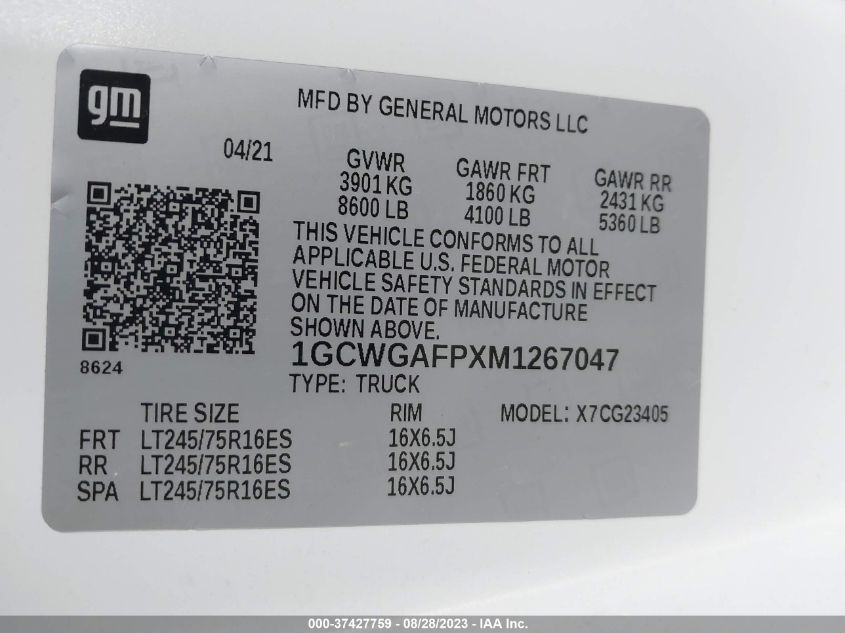 gm
MFD BY GENERAL MOTORS LLC
04/21
GVWR GAWR FRT GAWR RR
3901 KG 1860 KG 2431 KG
8600 LB 4100 LB 5360 LB
THIS VEHICLE CONFORMS TO ALL
APPLICABLE U.S. FEDERAL MOTOR
VEHICLE SAFETY STANDARDS IN EFFECT
ON THE DATE OF MANUFACTURE
SHOWN ABOVE.
8624
1GCWGAFPXM1267047
TYPE: TRUCK
TIRE SIZE RIM MODEL: X7CG23405
FRT LT245/75R16ES 16X6.5J
RR LT245/75R16ES 16X6.5J
SPA LT245/75R16ES 16X6.5J
000-37427759 - 08/28/2023 - IAA Inc.